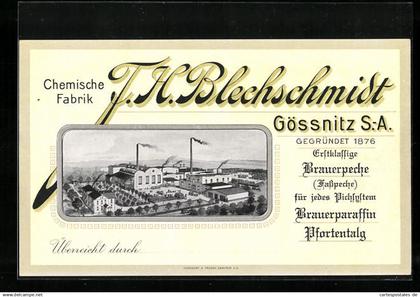 Chemische
Fabrik
F. H. Blechschmidt
Gössnitz S.-A.
GEGRÜNDET 1876
Erstklassige
Brauerpeche
(Faßpeche)
für jedes Pichsystem
Brauerparaffin
Pfortentalg
Überreicht durch